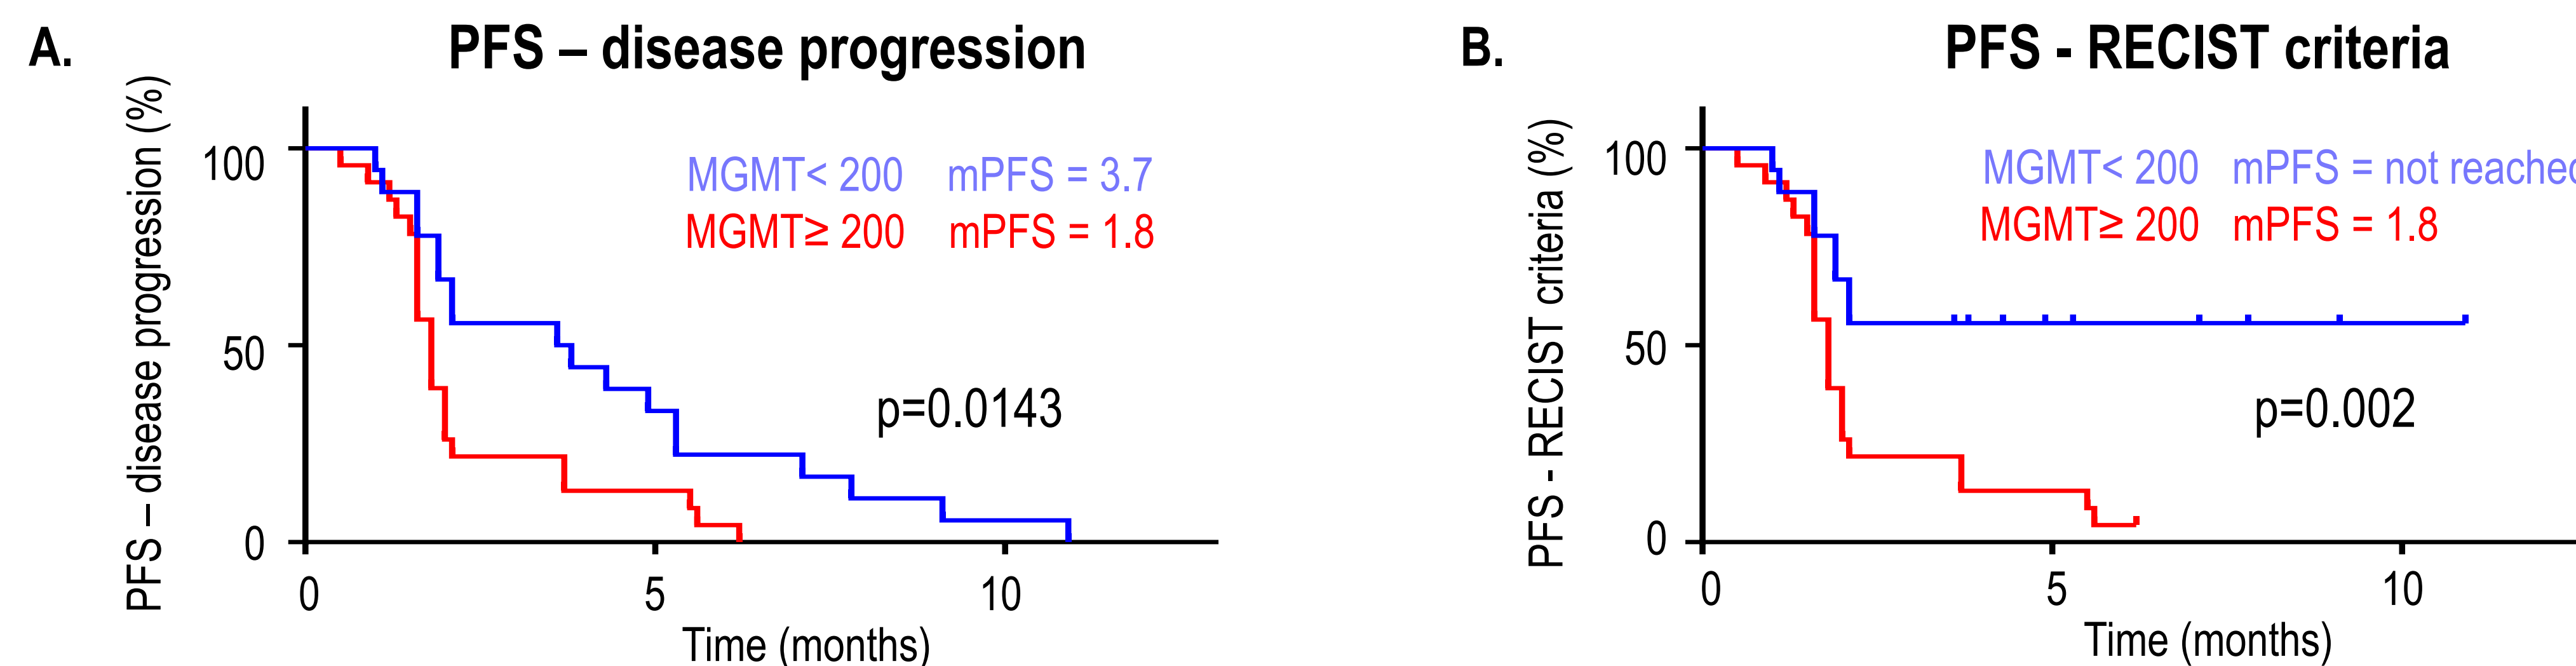 A.
PFS – disease progression
PFS – disease progression (%)
100
50
0
MGMT< 200 mPFS = 3.7
MGMT≥ 200 mPFS = 1.8
p=0.0143
0 5 10
Time (months)
B.
PFS - RECIST criteria
PFS - RECIST criteria (%)
100
50
0
MGMT< 200 mPFS = not reached
MGMT≥ 200 mPFS = 1.8
p=0.002
0 5 10
Time (months)